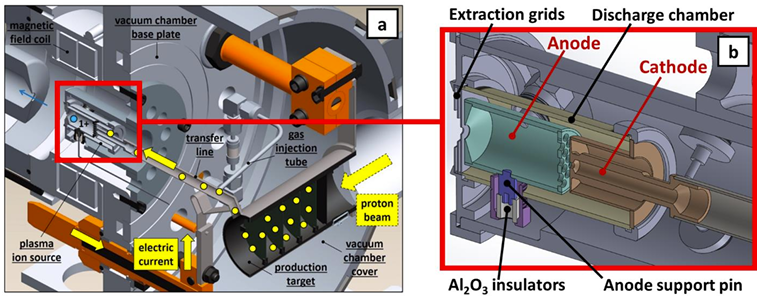 a
magnetic
field coil
vacuum chamber
base plate
1+
transfer
line
gas
injection
tube
proton
beam
plasma
ion source
electric
current
production
target
vacuum
chamber
cover
b
Extraction grids
Discharge chamber
Anode
Cathode
Al₂O₃ insulators
Anode support pin